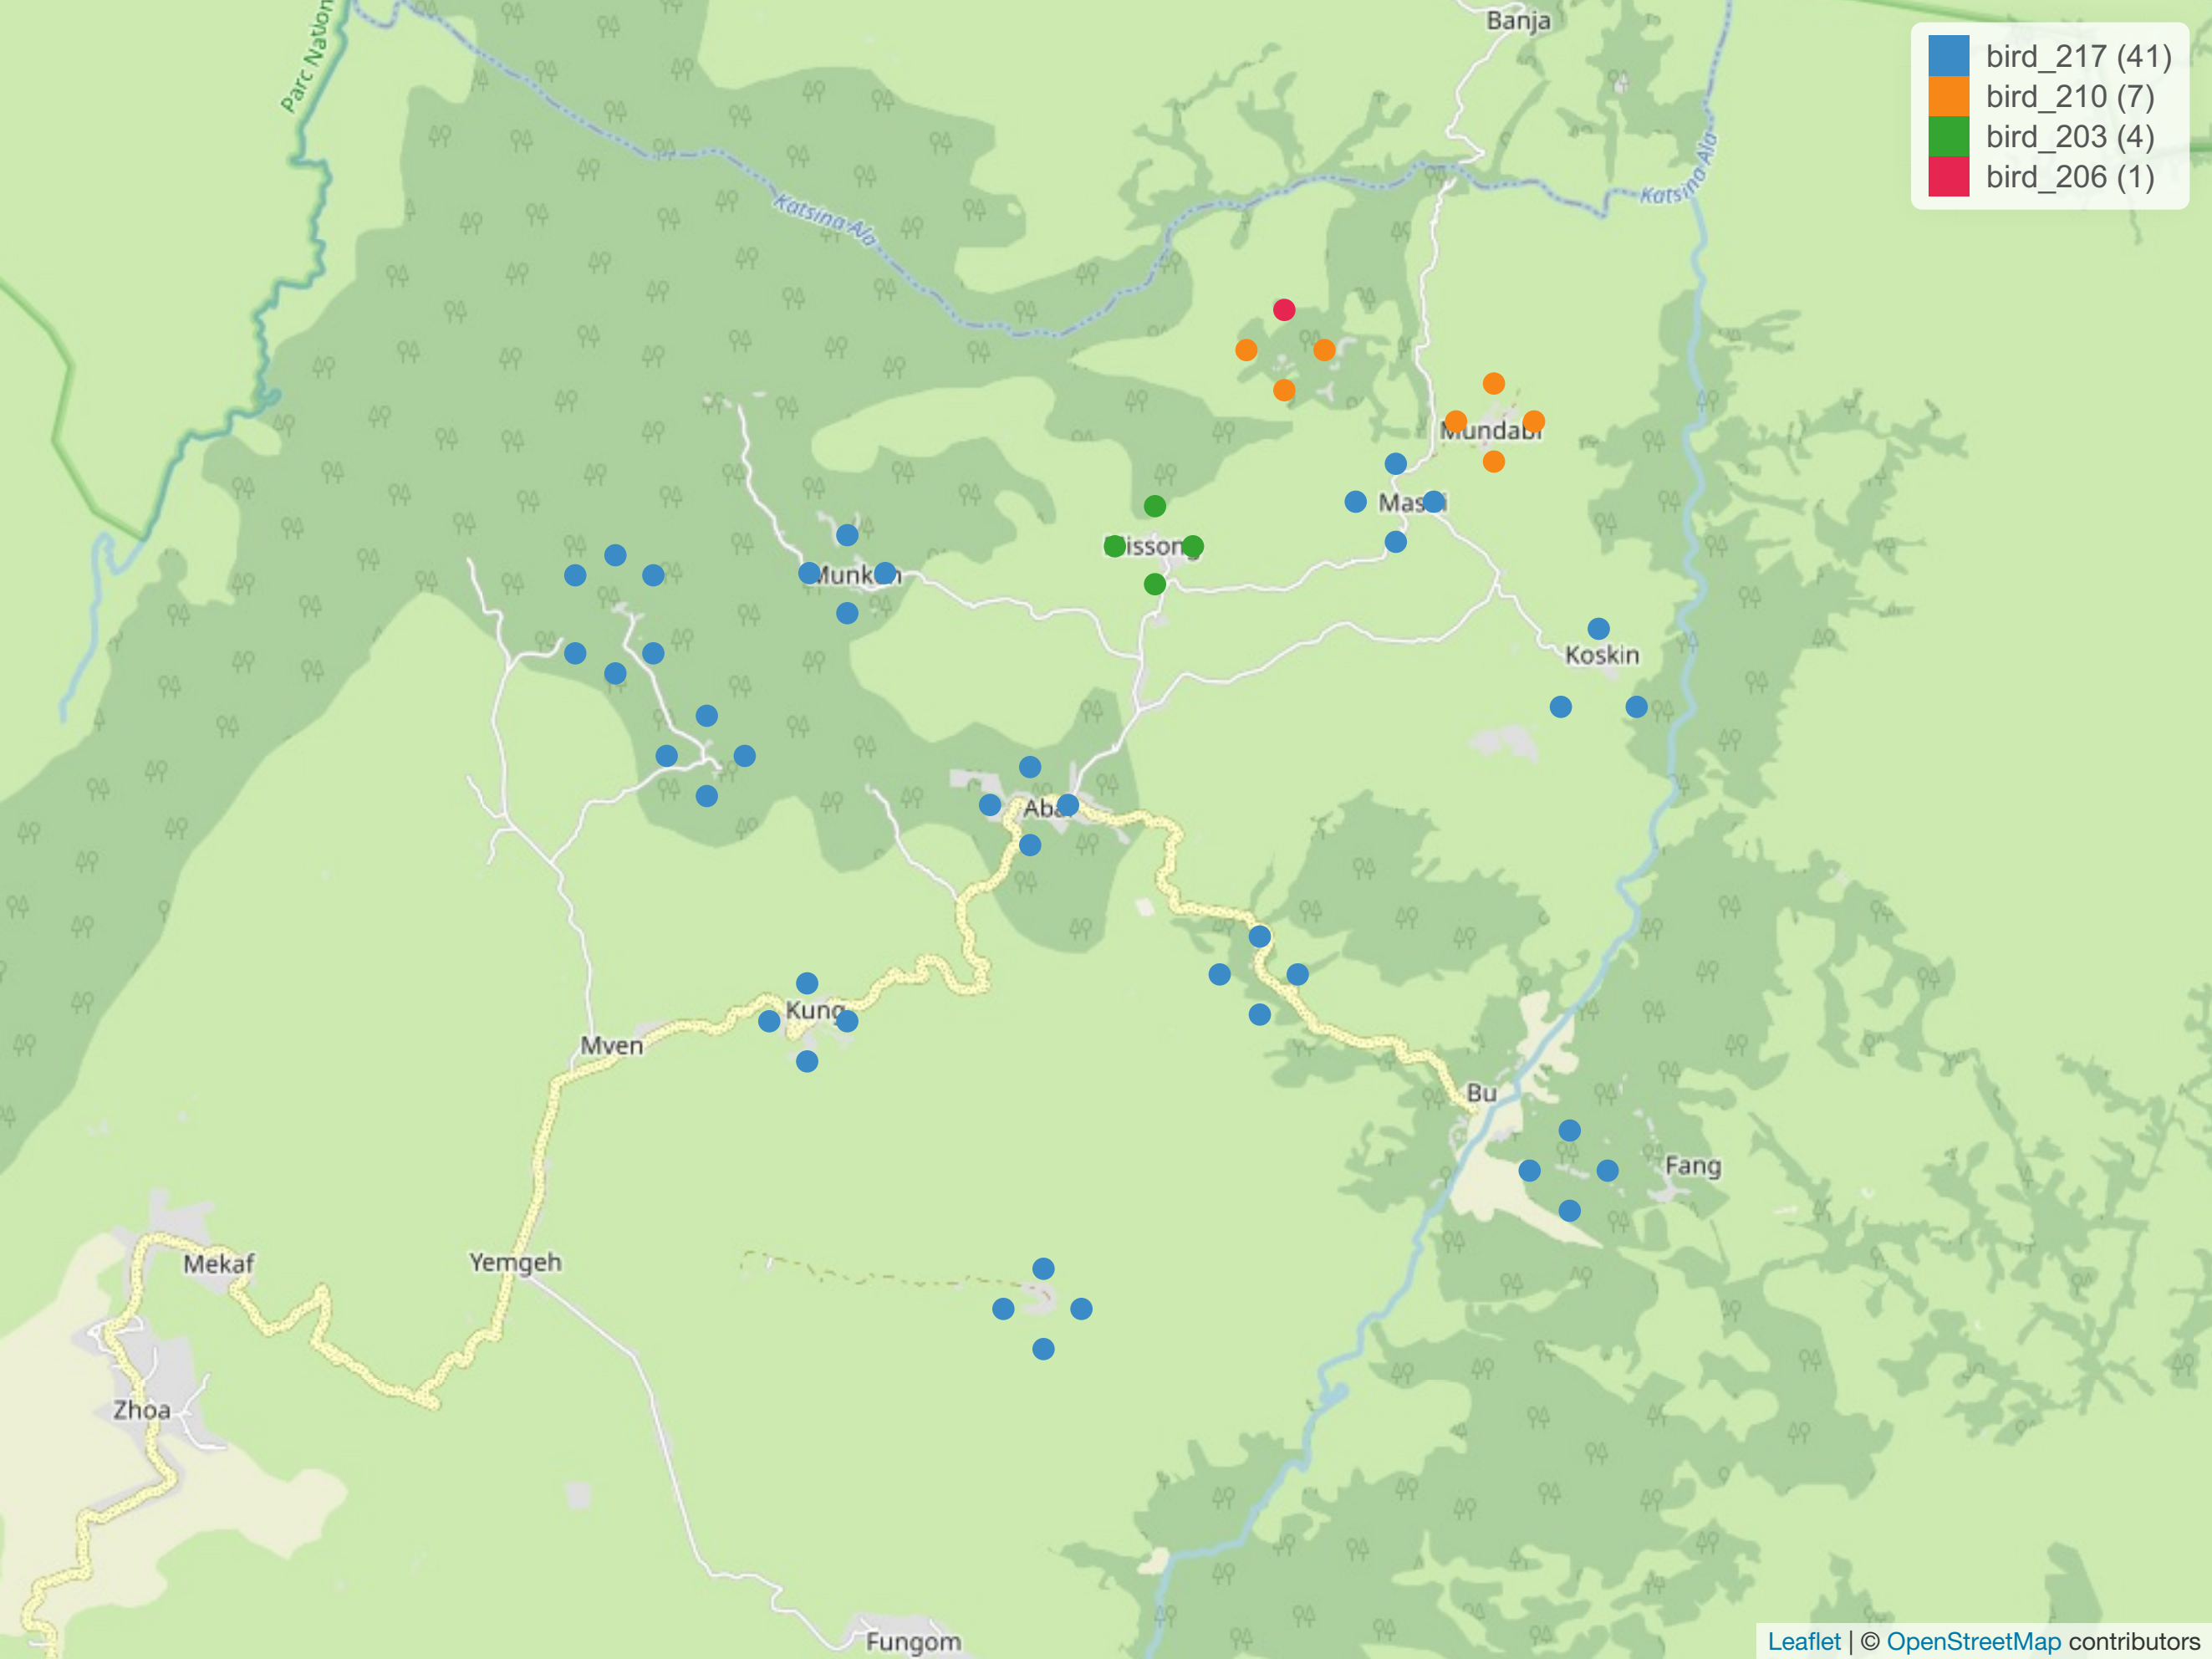 Banja
Parc Nation
bird_217 (41)
bird_210 (7)
bird_203 (4)
bird_206 (1)
Katsina-Ala
Katsina-Ala
Mundabi
Koskin
Kung
Mven
Bu
Fang
Mekaf
Yemgeh
Zhoa
Fungom
Leaflet | © OpenStreetMap contributors